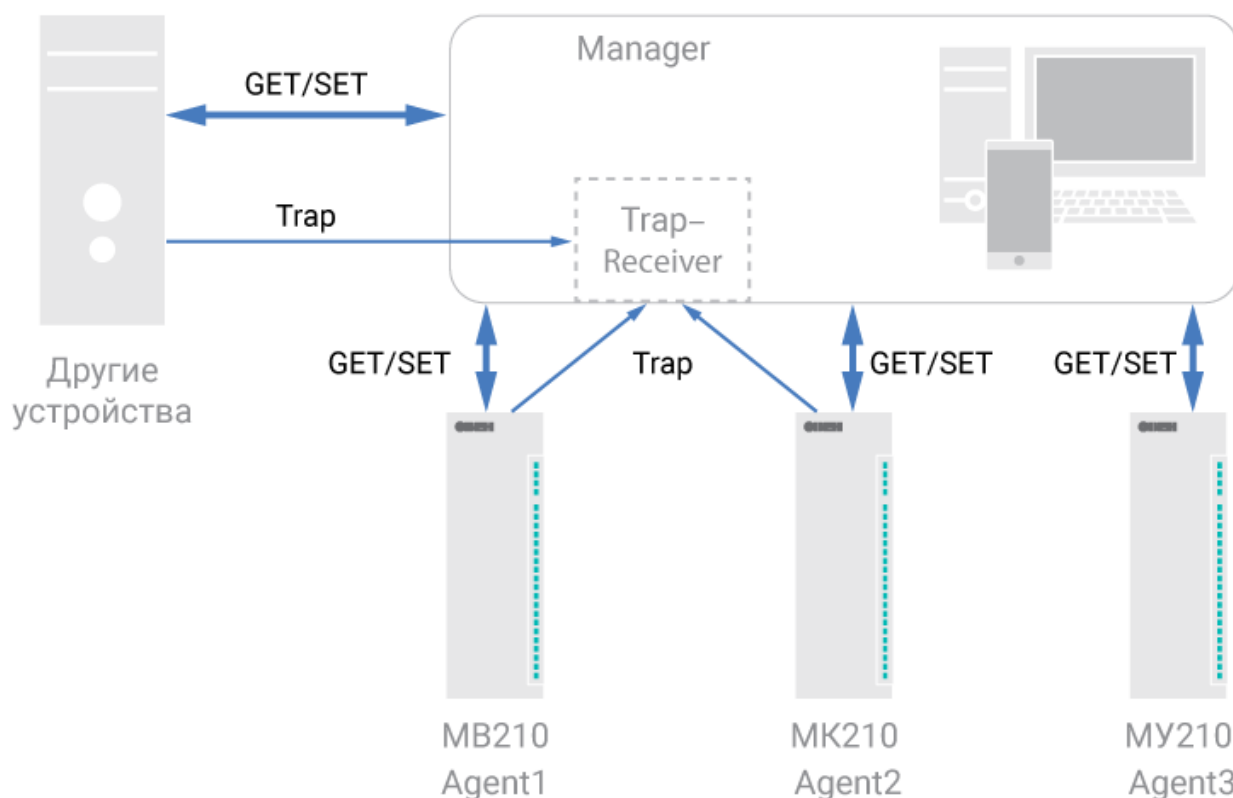 Manager
GET/SET
Trap
Trap–
Receiver
Другие
устройства
GET/SET
Trap
GET/SET
GET/SET
МВ210
Agent1
МК210
Agent2
МУ210
Agent3